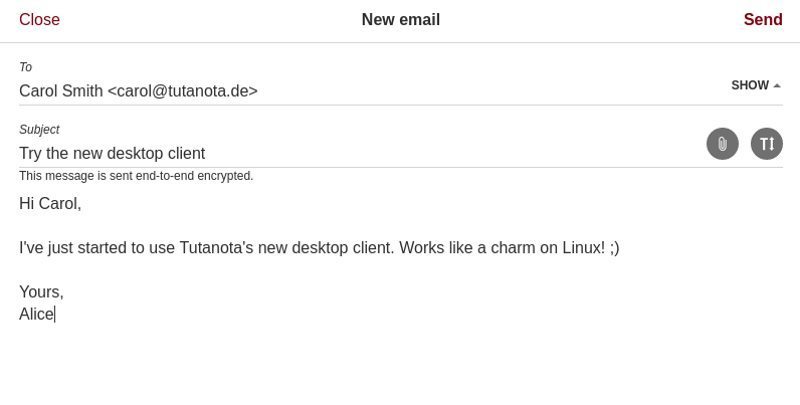 Close New email Send
To
Carol Smith <carol@tutanota.de> SHOW
Subject
Try the new desktop client
This message is sent end-to-end encrypted.
Hi Carol,
I've just started to use Tutanota's new desktop client. Works like a charm on Linux! ;)
Yours,
Alice